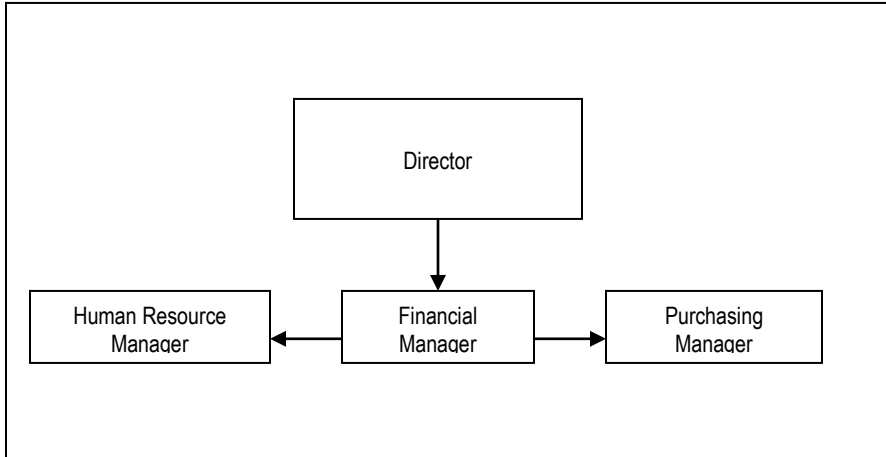 Director
Human Resource
Manager
Financial
Manager
Purchasing
Manager